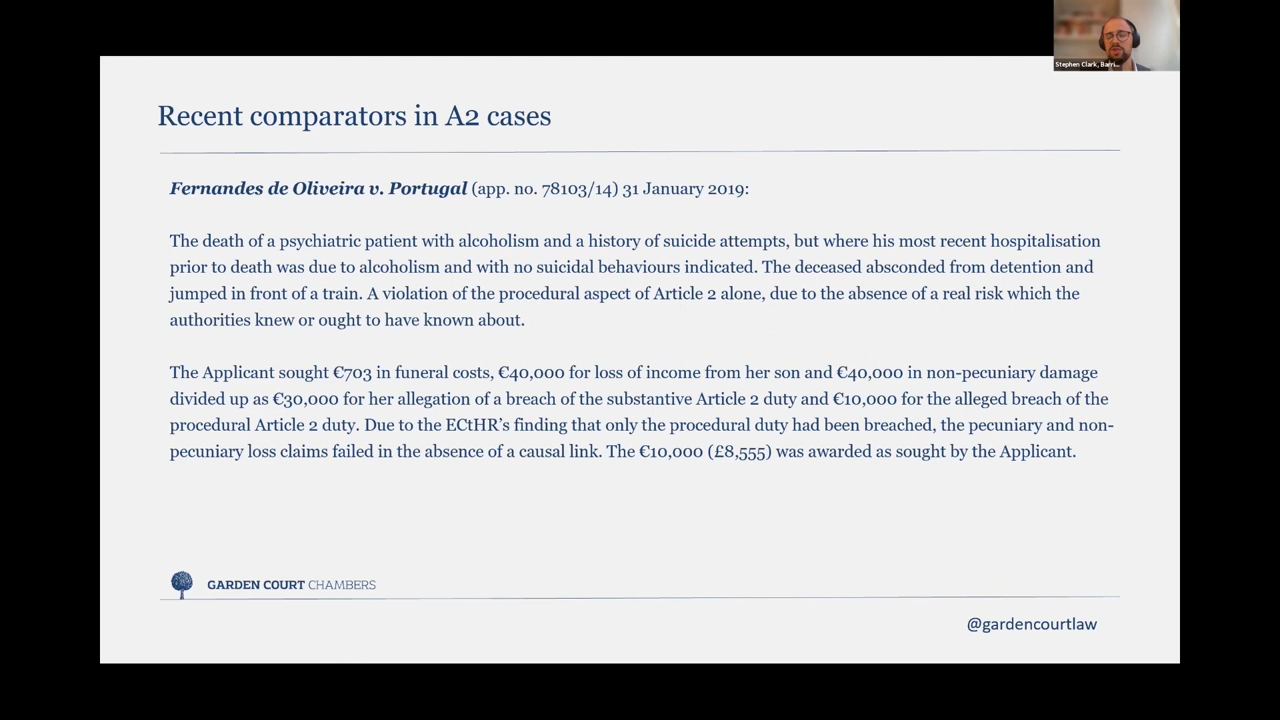 Stephen Clark, Barri...
Recent comparators in A2 cases
Fernandes de Oliveira v. Portugal (app. no. 78103/14) 31 January 2019:
The death of a psychiatric patient with alcoholism and a history of suicide attempts, but where his most recent hospitalisation
prior to death was due to alcoholism and with no suicidal behaviours indicated. The deceased absconded from detention and
jumped in front of a train. A violation of the procedural aspect of Article 2 alone, due to the absence of a real risk which the
authorities knew or ought to have known about.
The Applicant sought €703 in funeral costs, €40,000 for loss of income from her son and €40,000 in non-pecuniary damage
divided up as €30,000 for her allegation of a breach of the substantive Article 2 duty and €10,000 for the alleged breach of the
procedural Article 2 duty. Due to the ECtHR’s finding that only the procedural duty had been breached, the pecuniary and non-
pecuniary loss claims failed in the absence of a causal link. The €10,000 (£8,555) was awarded as sought by the Applicant.
GARDEN COURT CHAMBERS
@gardencourtlaw